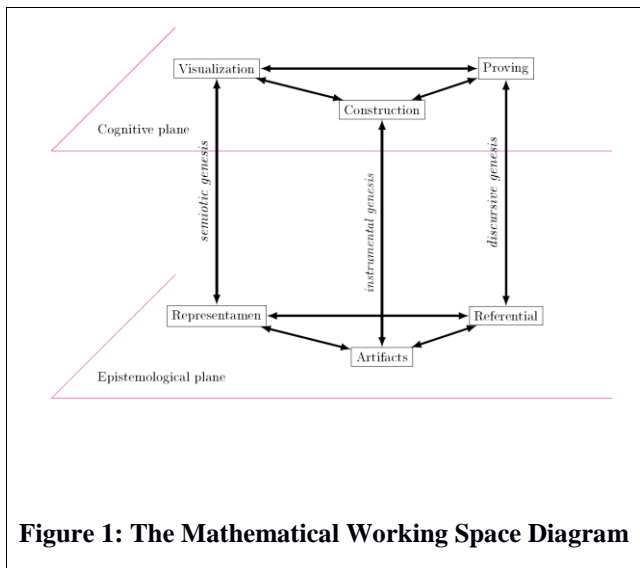 Visualization
Proving
Construction
Cognitive plane
semiotic genesis
instrumental genesis
discursive genesis
Representamen
Referential
Artifacts
Epistemological plane
Figure 1: The Mathematical Working Space Diagram